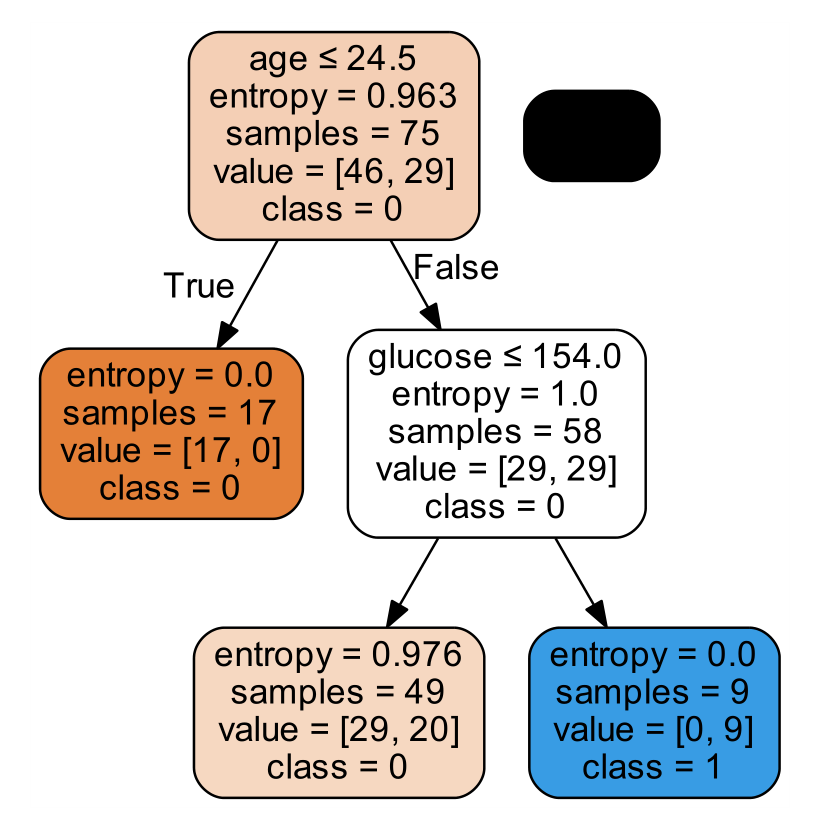 age ≤ 24.5
entropy = 0.963
samples = 75
value = [46, 29]
class = 0
True
False
entropy = 0.0
samples = 17
value = [17, 0]
class = 0
glucose ≤ 154.0
entropy = 1.0
samples = 58
value = [29, 29]
class = 0
entropy = 0.976
samples = 49
value = [29, 20]
class = 0
entropy = 0.0
samples = 9
value = [0, 9]
class = 1